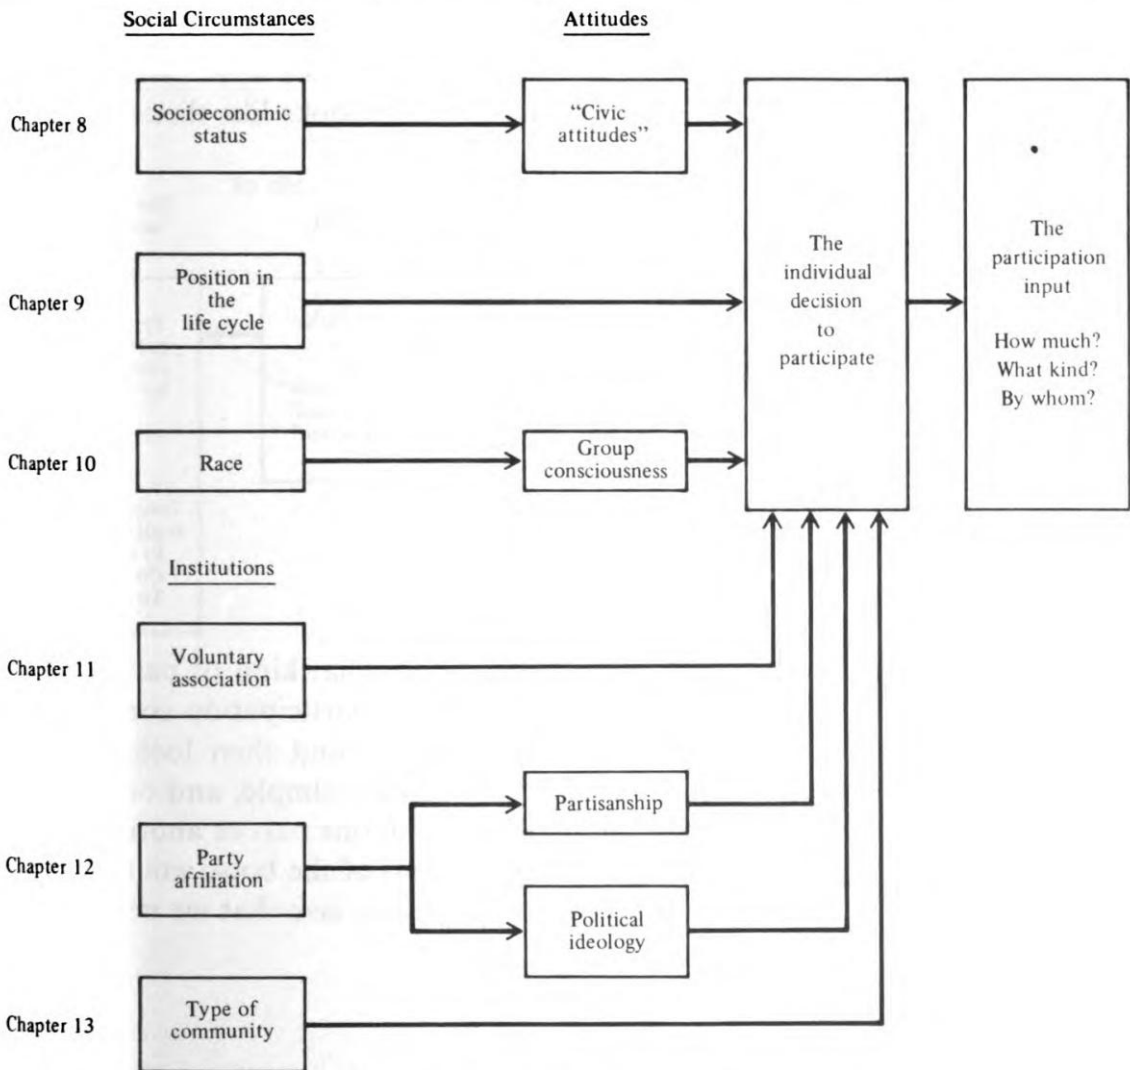 Social Circumstances
Attitudes
Chapter 8
Socioeconomic
status
“Civic
attitudes”
Chapter 9
Position in
the
life cycle
The
individual
decision
to
participate
The
participation
input
How much?
What kind?
By whom?
Chapter 10
Race
Group
consciousness
Institutions
Chapter 11
Voluntary
association
Chapter 12
Party
affiliation
Partisanship
Political
ideology
Chapter 13
Type of
community